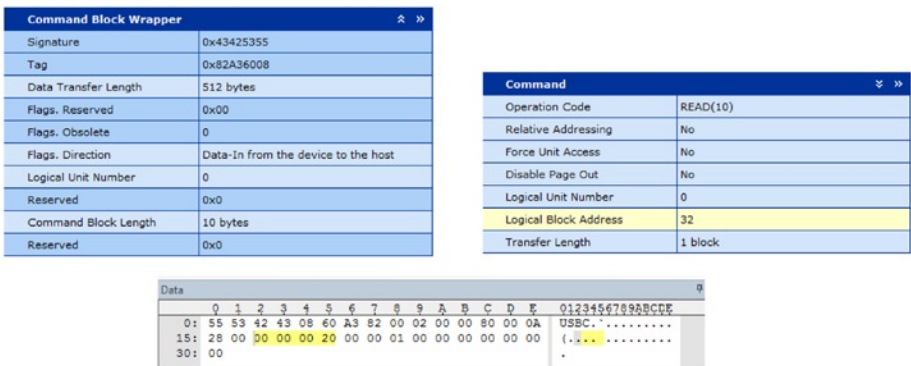 Command Block Wrapper
Signature 0x43425355
Tag 0x82A36008
Data Transfer Length 512 bytes
Flags. Reserved 0x00
Flags. Obsolete 0
Flags. Direction Data-In from the device to the host
Logical Unit Number 0
Reserved 0x0
Command Block Length 10 bytes
Reserved 0x0
Command
Operation Code READ(10)
Relative Addressing No
Force Unit Access No
Disable Page Out No
Logical Unit Number 0
Logical Block Address 32
Transfer Length 1 block
Data
0 1 2 3 4 5 6 7 8 9 A B C D E 0123456789ABCDE
0: 55 53 42 43 08 60 A3 82 00 02 00 00 80 00 0A USBC.`.........
15: 28 00 00 00 00 20 00 00 01 00 00 00 00 00 00 (.... .........
30: 00 .